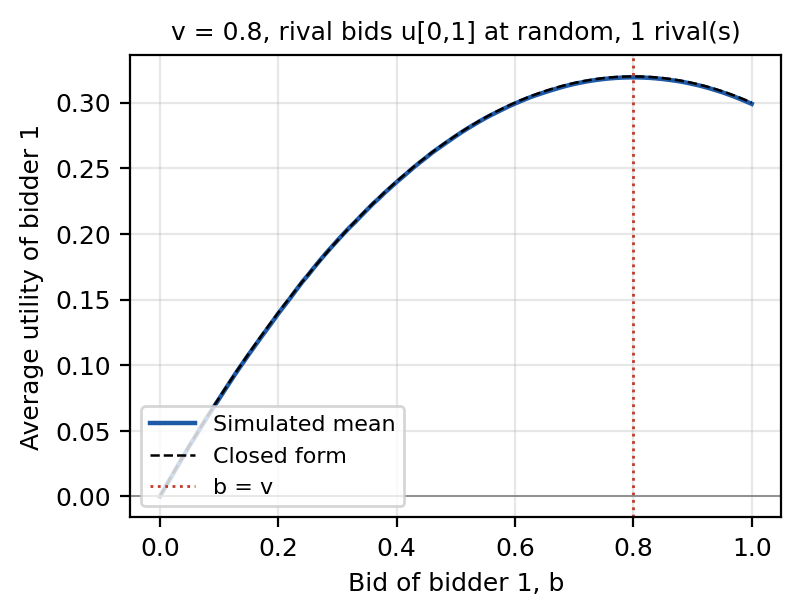 v = 0.8, rival bids u[0,1] at random, 1 rival(s)
Average utility of bidder 1
0.30
0.25
0.20
0.15
0.10
0.05
0.00
Simulated mean
Closed form
b = v
0.0 0.2 0.4 0.6 0.8 1.0
Bid of bidder 1, b